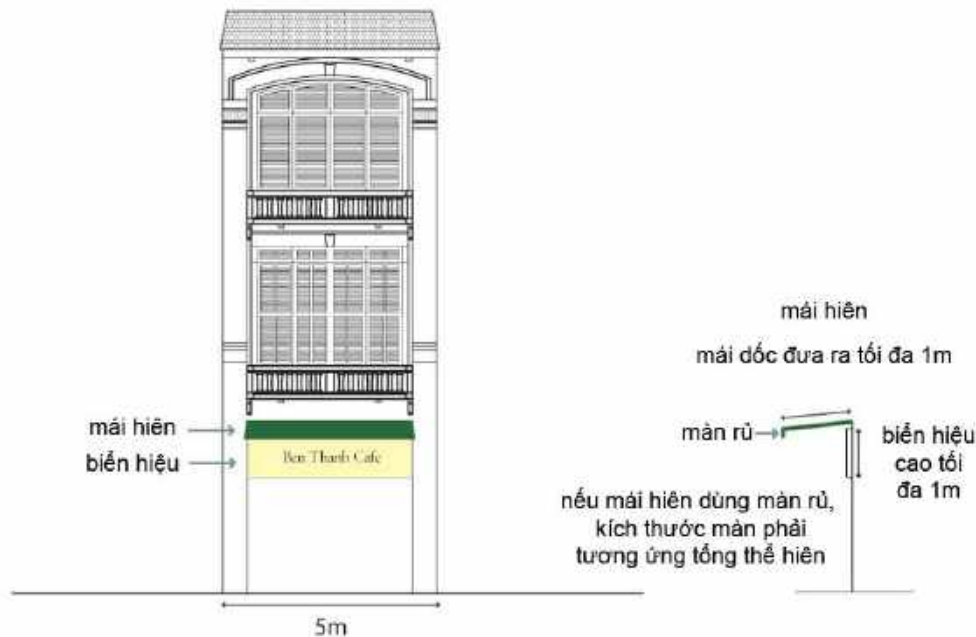 mái hiên
mái dốc đưa ra tối đa 1m
mái hiên
biển hiệu
Ben Thanh Cafe
màn rủ
biển hiệu
cao tối
đa 1m
nếu mái hiên dùng màn rủ,
kích thước màn phải
tương ứng tổng thể hiên
5m